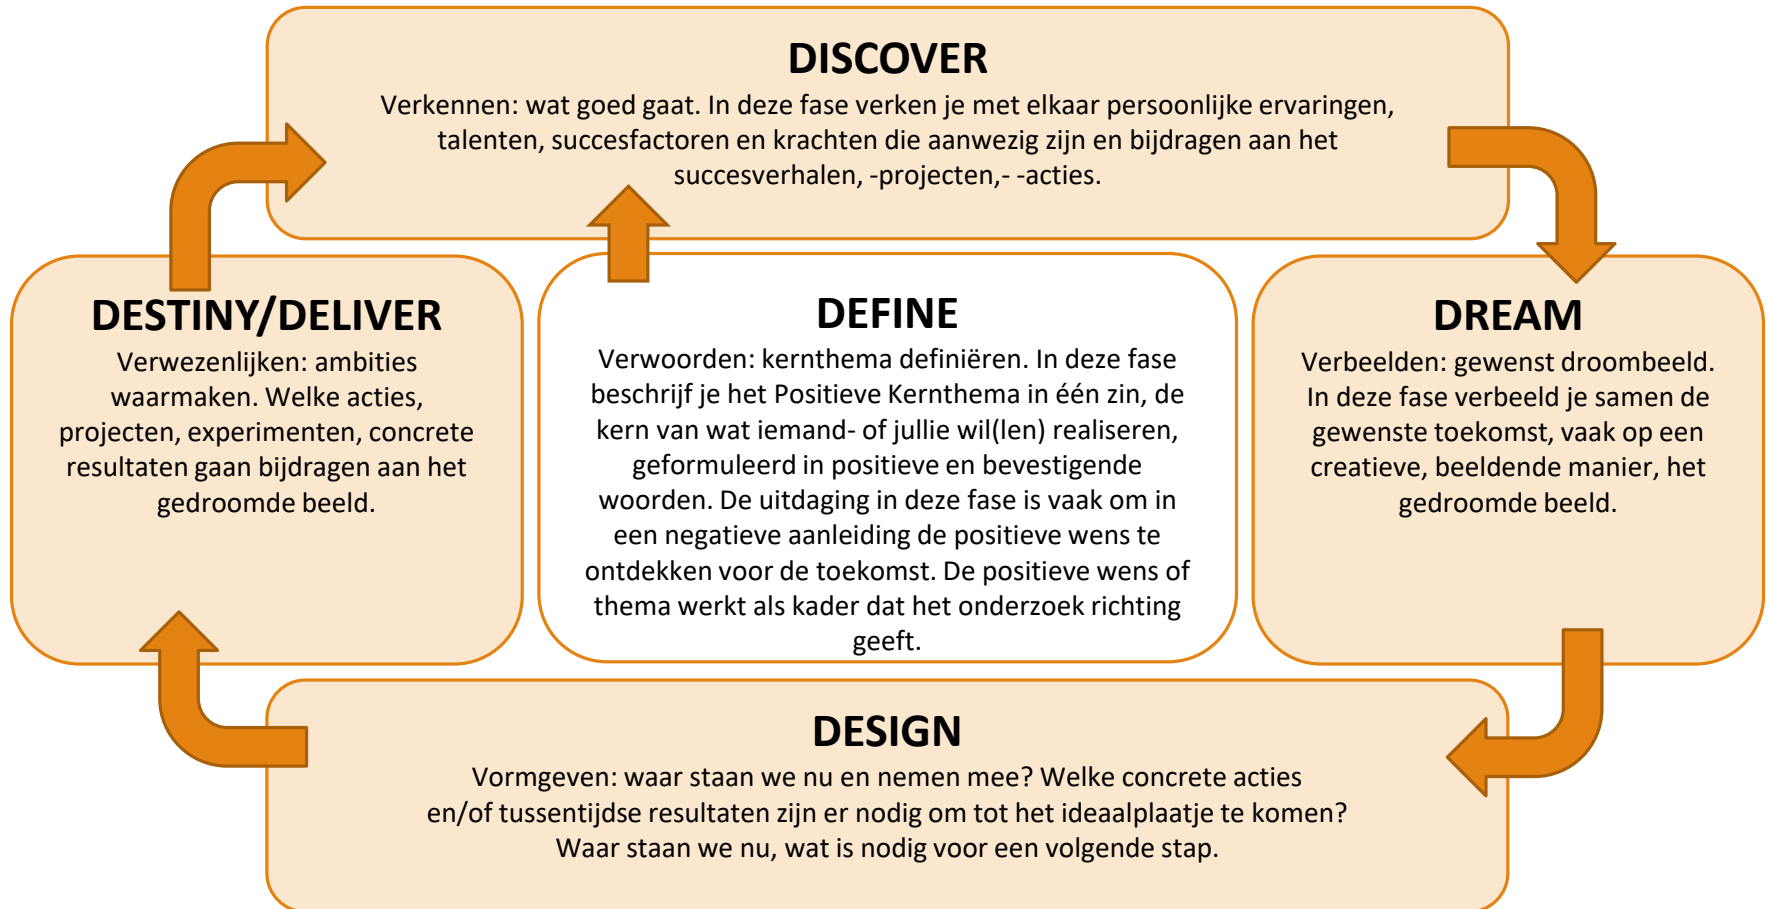 DISCOVER
Verkennen: wat goed gaat. In deze fase verken je met elkaar persoonlijke ervaringen,
talenten, succesfactoren en krachten die aanwezig zijn en bijdragen aan het
succesverhalen, -projecten,- -acties.
DESTINY/DELIVER
Verwezenlijken: ambities
waarmaken. Welke acties,
projecten, experimenten, concrete
resultaten gaan bijdragen aan het
gedroomde beeld.
DEFINE
Verwoorden: kernthema definiëren. In deze fase
beschrijf je het Positieve Kernthema in één zin, de
kern van wat iemand- of jullie wil(len) realiseren,
geformuleerd in positieve en bevestigende
woorden. De uitdaging in deze fase is vaak om in
een negatieve aanleiding de positieve wens te
ontdekken voor de toekomst. De positieve wens of
thema werkt als kader dat het onderzoek richting
geeft.
DREAM
Verbeelden: gewenst droombeeld.
In deze fase verbeeld je samen de
gewenste toekomst, vaak op een
creatieve, beeldende manier, het
gedroomde beeld.
DESIGN
Vormgeven: waar staan we nu en nemen mee? Welke concrete acties
en/of tussentijdse resultaten zijn er nodig om tot het ideaalplaatje te komen?
Waar staan we nu, wat is nodig voor een volgende stap.